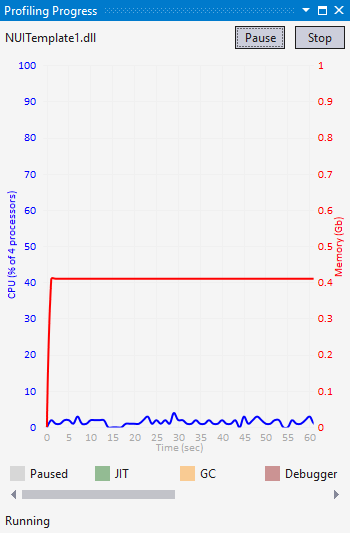 Profiling Progress
NUITemplate1.dll
Pause
Stop
100
90
80
70
60
50
40
30
20
10
0
CPU (% of 4 processors)
1
0.9
0.8
0.7
0.6
0.5
0.4
0.3
0.2
0.1
0
Memory (Gb)
0 5 10 15 20 25 30 35 40 45 50 55 60
Time (sec)
Paused JIT GC Debugger
Running